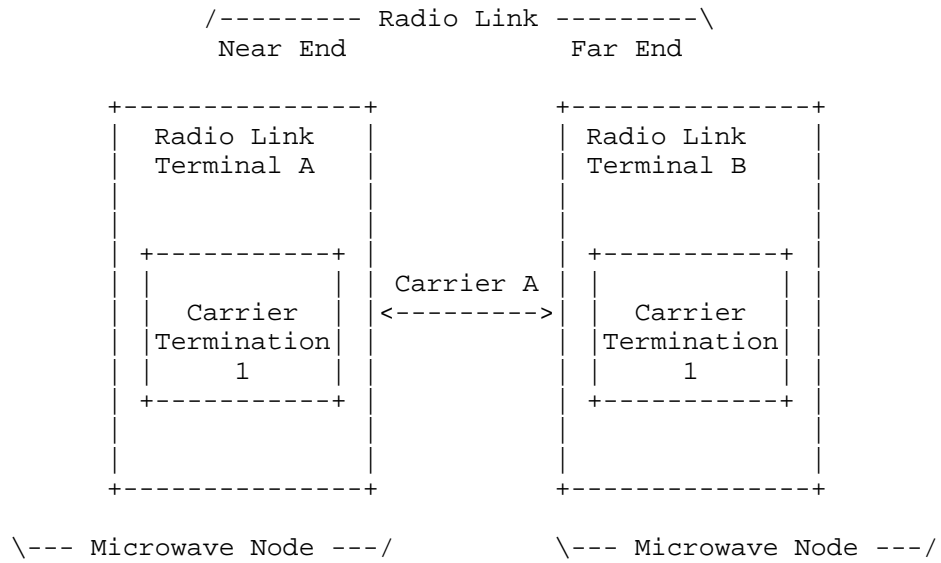 /--------- Radio Link ---------\
Near End Far End
+---------------+ +---------------+
| Radio Link | | Radio Link |
| Terminal A | | Terminal B |
| | | |
| | | |
| +-----------+ | | +-----------+ |
| | | | Carrier A | | | |
| | Carrier | |<--------->| | Carrier | |
| |Termination| | | |Termination| |
| | 1 | | | | 1 | |
| +-----------+ | | +-----------+ |
| | | |
| | | |
+---------------+ +---------------+
\--- Microwave Node ---/ \--- Microwave Node ---/